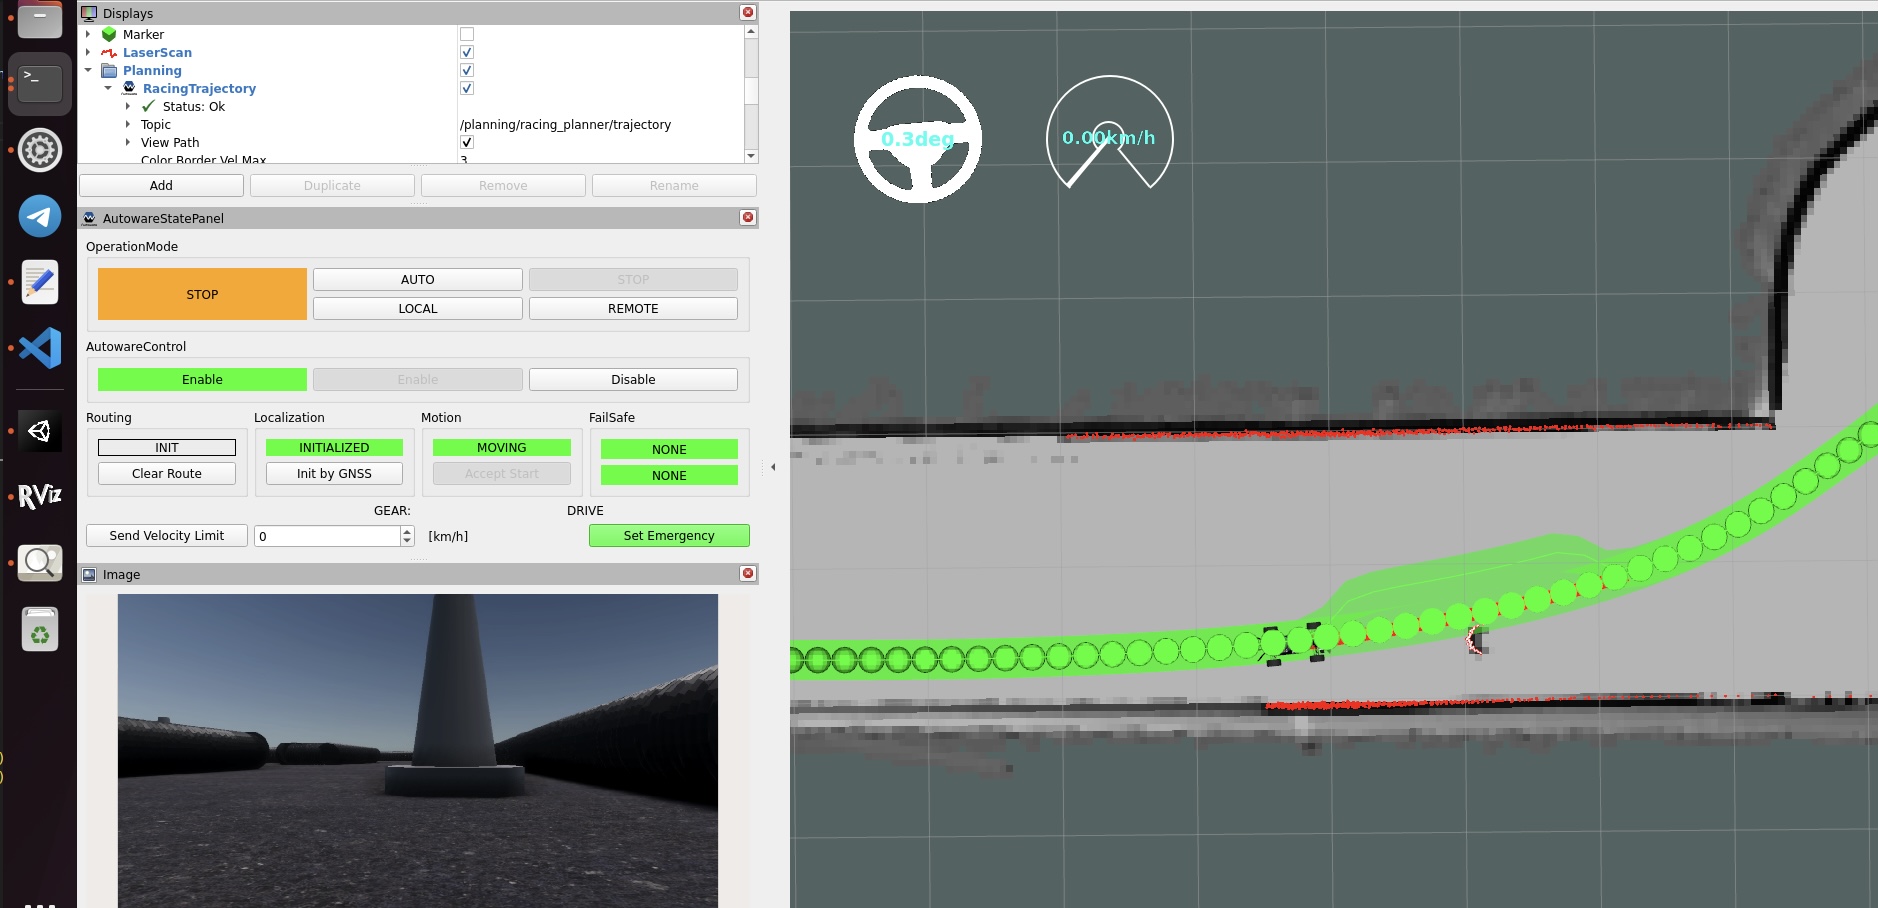 Displays
Marker
LaserScan
Planning
RacingTrajectory
Status: Ok
Topic /planning/racing_planner/trajectory
View Path
Color Border Vel Max 3
Add Duplicate Remove Rename
AutowareStatePanel
OperationMode
STOP AUTO STOP
LOCAL REMOTE
AutowareControl
Enable Enable Disable
Routing Localization Motion FailSafe
INIT INITIALIZED MOVING NONE
Clear Route Init by GNSS Accept Start NONE
GEAR: DRIVE
Send Velocity Limit 0 [km/h] Set Emergency
Image
>_
RViz
0.3deg 0.00km/h